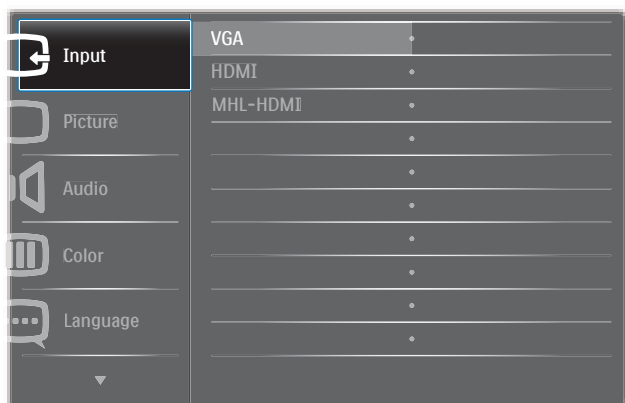 Input
Picture
Audio
Color
Language
VGA
HDMI
MHL-HDMI